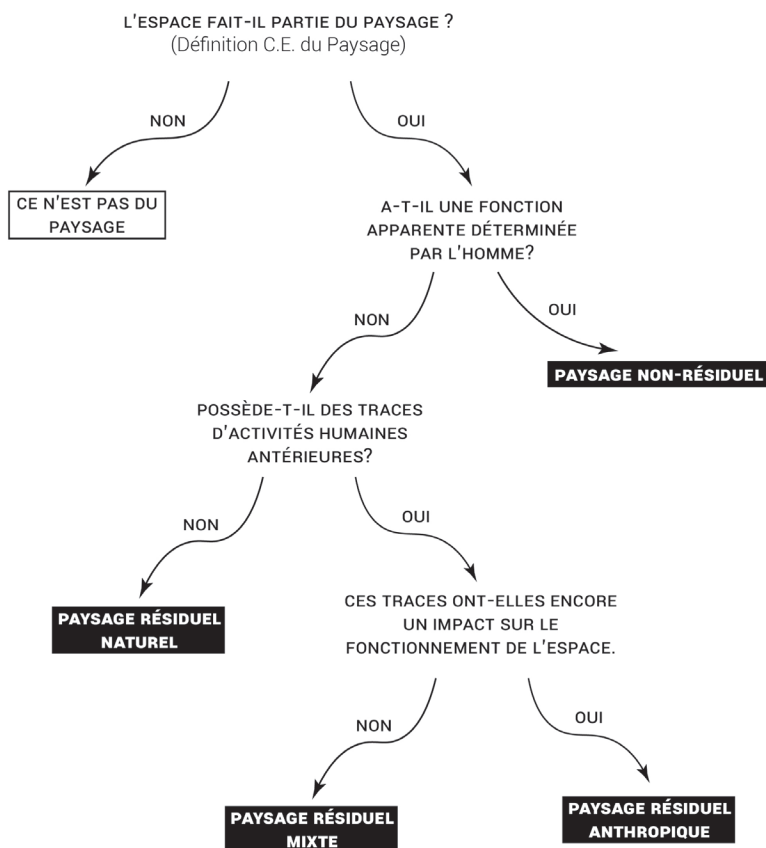 L'ESPACE FAIT-IL PARTIE DU PAYSAGE ?
(Définition C.E. du Paysage)
NON
OUI
CE N'EST PAS DU
PAYSAGE
A-T-IL UNE FONCTION
APPARENTE DÉTERMINÉE
PAR L'HOMME?
NON
OUI
PAYSAGE NON-RÉSIDUEL
POSSÈDE-T-IL DES TRACES
D'ACTIVITÉS HUMAINES
ANTÉRIEURES?
NON
OUI
PAYSAGE RÉSIDUEL
NATUREL
CES TRACES ONT-ELLES ENCORE
UN IMPACT SUR LE
FONCTIONNEMENT DE L'ESPACE.
NON
OUI
PAYSAGE RÉSIDUEL
MIXTE
PAYSAGE RÉSIDUEL
ANTHROPIQUE